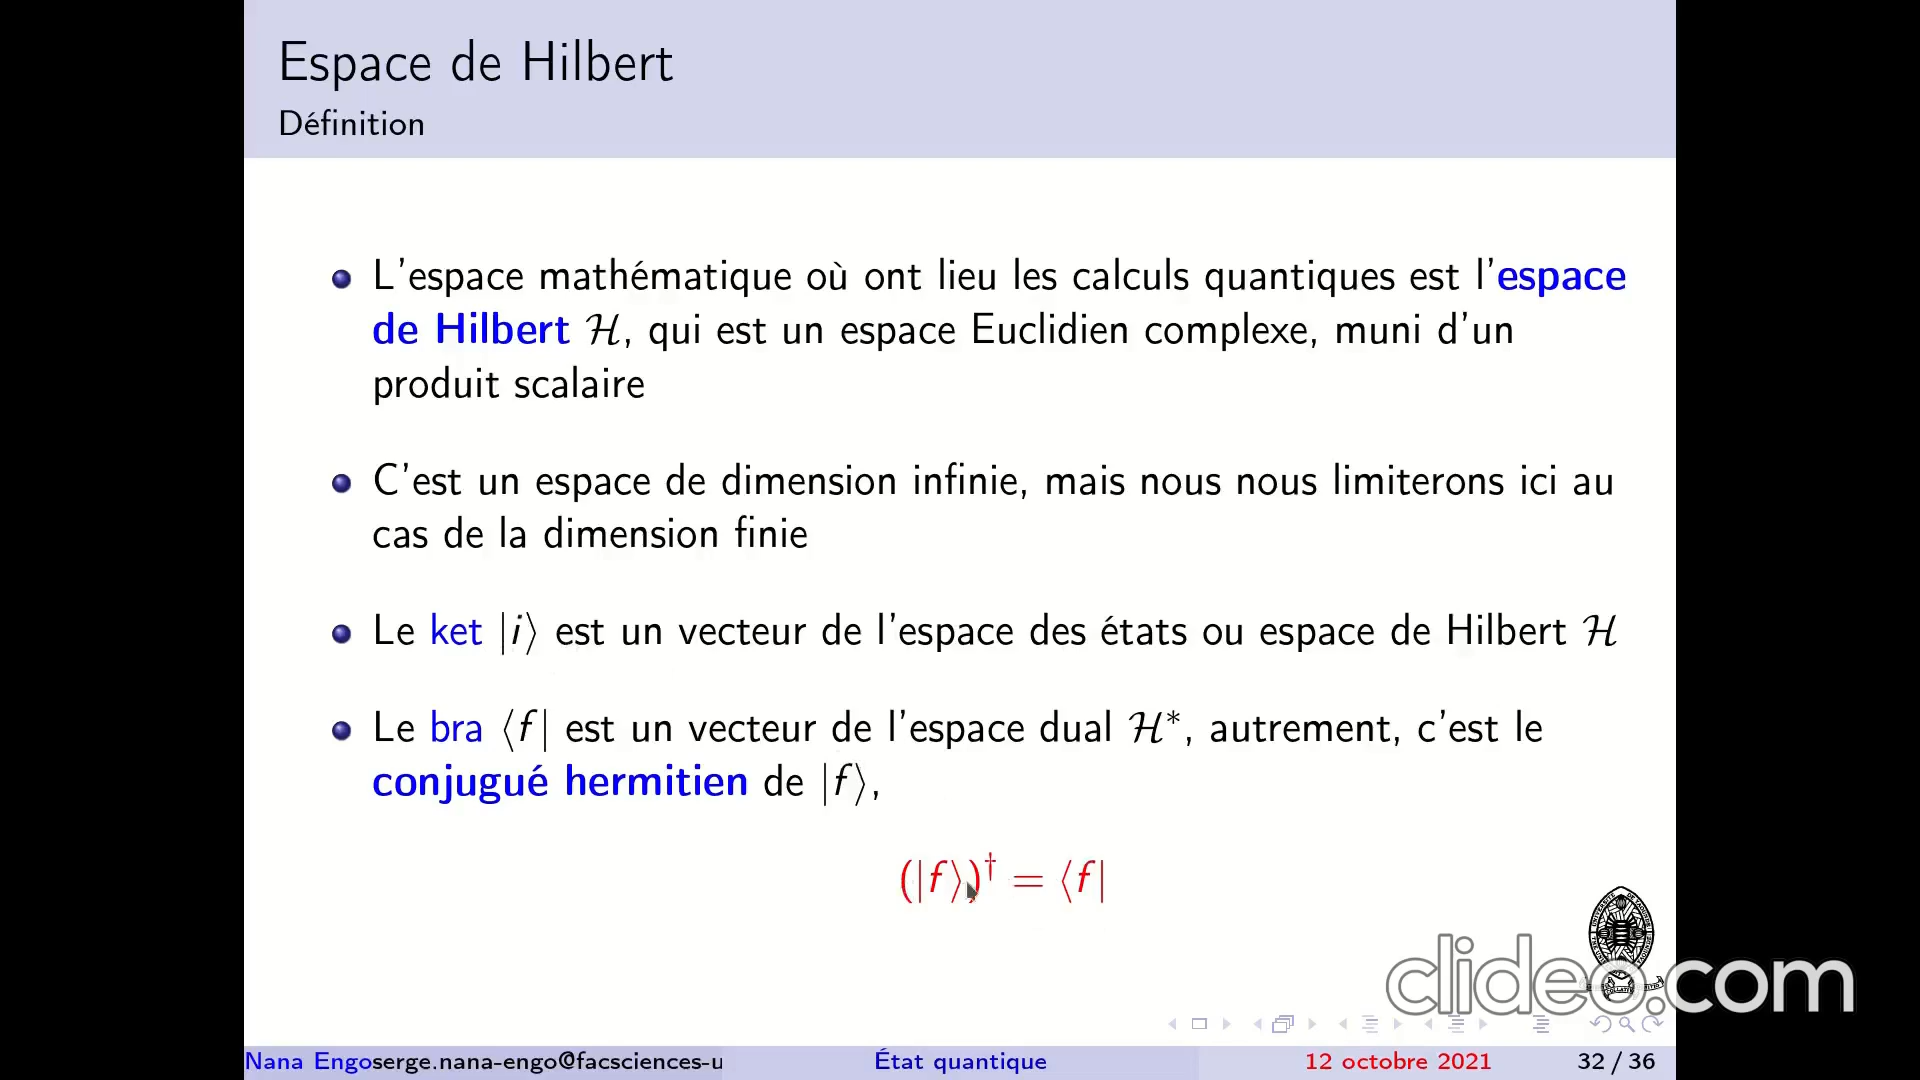 Espace de Hilbert
Définition
L'espace mathématique où ont lieu les calculs quantiques est l'espace
de Hilbert ℋ, qui est un espace Euclidien complexe, muni d'un
produit scalaire
C'est un espace de dimension infinie, mais nous nous limiterons ici au
cas de la dimension finie
Le ket |i⟩ est un vecteur de l'espace des états ou espace de Hilbert ℋ
Le bra ⟨f| est un vecteur de l'espace dual ℋ*, autrement, c'est le
conjugué hermitien de |f⟩,
(|f⟩)† = ⟨f|
clideo.com
Nana Engoserge.nana-engo@facsciences-u
État quantique
12 octobre 2021
32 / 36